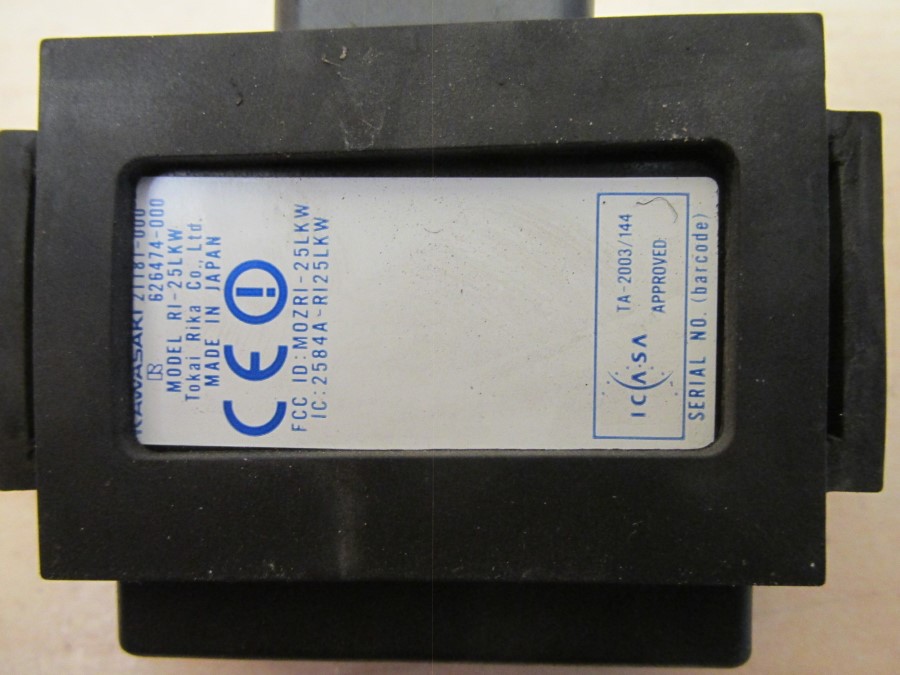 KAWASAKI 21181-000
626474-000
MODEL RI-25LKW
Tokai Rika Co., Ltd.
MADE IN JAPAN
CE
FCC ID:MOZRI-25LKW
IC:2584A-RI25LKW
TA-2003/144
APPROVED
ICASA
SERIAL NO. (barcode)